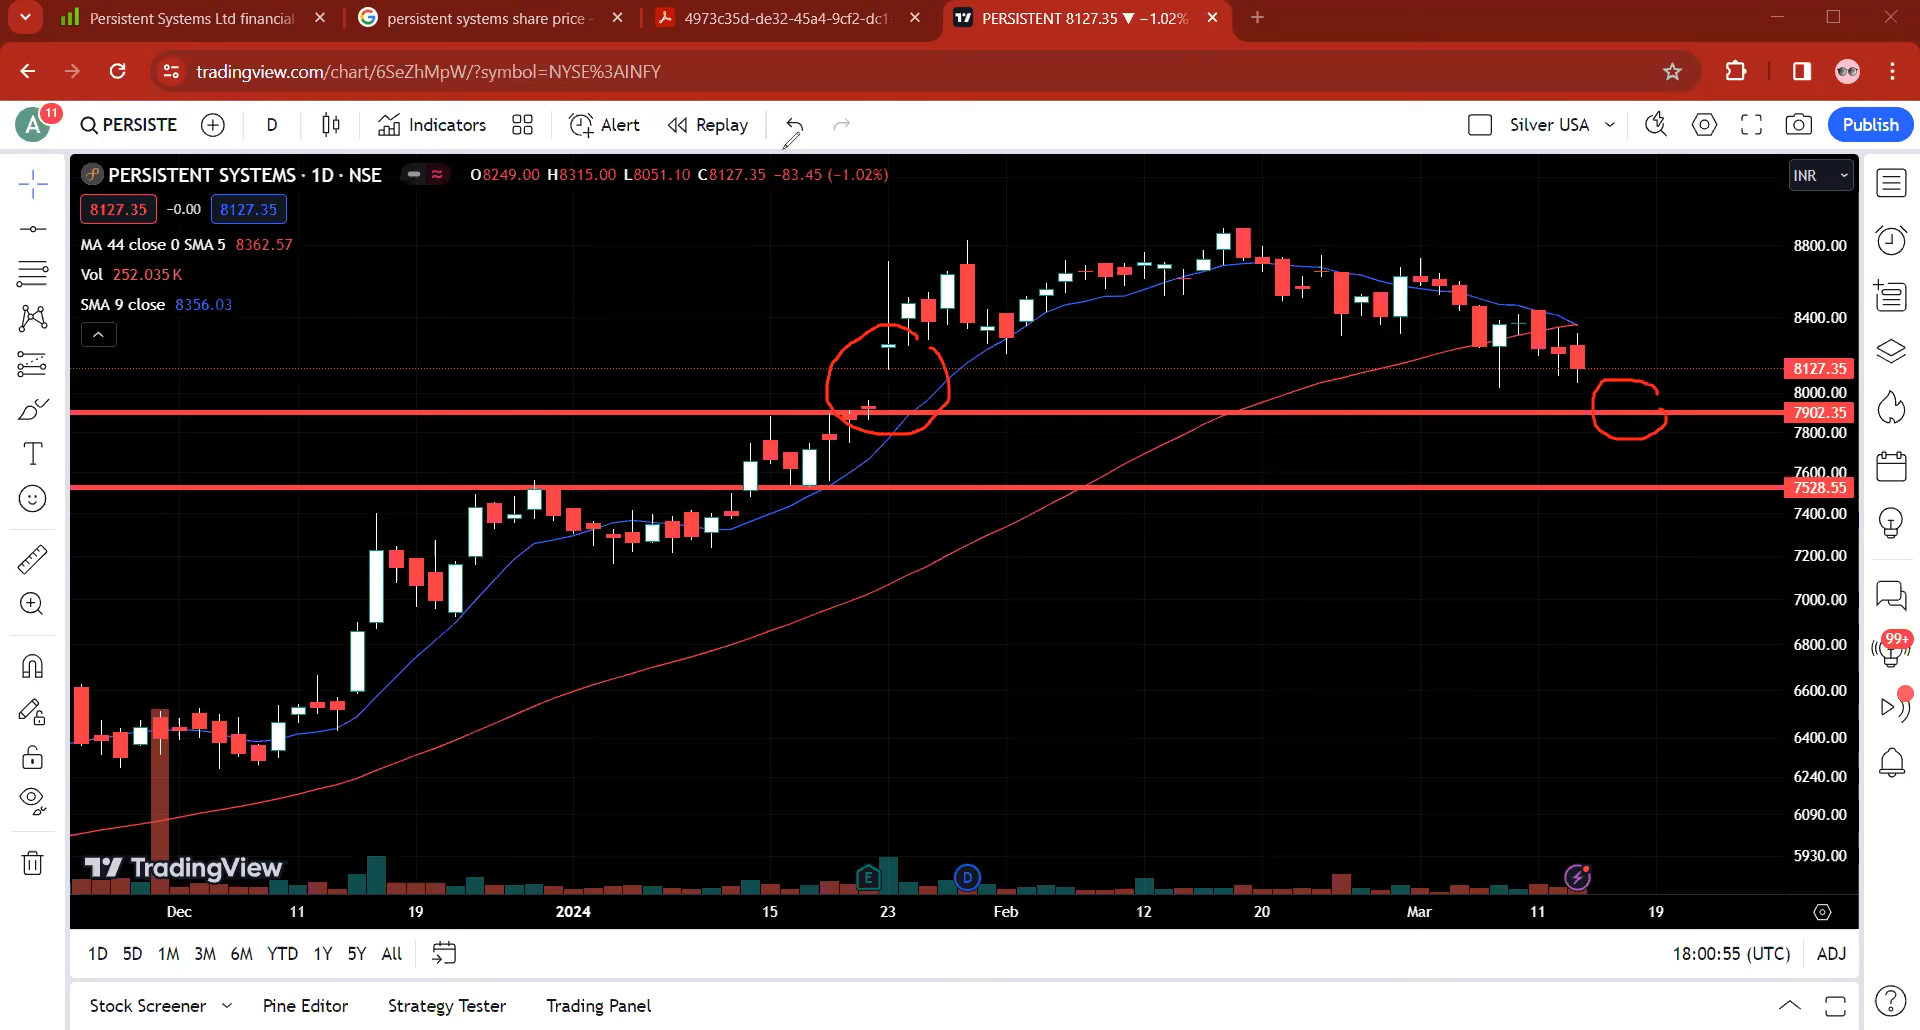 Persistent Systems Ltd financial
persistent systems share price -
4973c35d-de32-45a4-9cf2-dc1
PERSISTENT 8127.35 ▼ −1.02%
tradingview.com/chart/6SeZhMpW/?symbol=NYSE%3AINFY
A 11 PERSISTE D Indicators Alert Replay Silver USA Publish
PERSISTENT SYSTEMS · 1D · NSE O8249.00 H8315.00 L8051.10 C8127.35 −83.45 (−1.02%) INR
8127.35 −0.00 8127.35
MA 44 close 0 SMA 5 8362.57
Vol 252.035K
SMA 9 close 8356.03
8800.00
8400.00
8127.35
8000.00
7902.35
7800.00
7600.00
7528.55
7400.00
7200.00
7000.00
6800.00
6600.00
6400.00
6240.00
6090.00
5930.00
99+
TradingView
E D
Dec 11 19 2024 15 23 Feb 12 20 Mar 11 19
1D 5D 1M 3M 6M YTD 1Y 5Y All 18:00:55 (UTC) ADJ
Stock Screener Pine Editor Strategy Tester Trading Panel